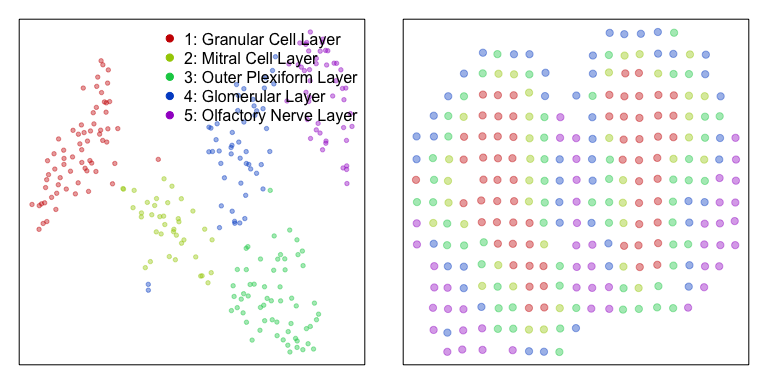 1: Granular Cell Layer
2: Mitral Cell Layer
3: Outer Plexiform Layer
4: Glomerular Layer
5: Olfactory Nerve Layer